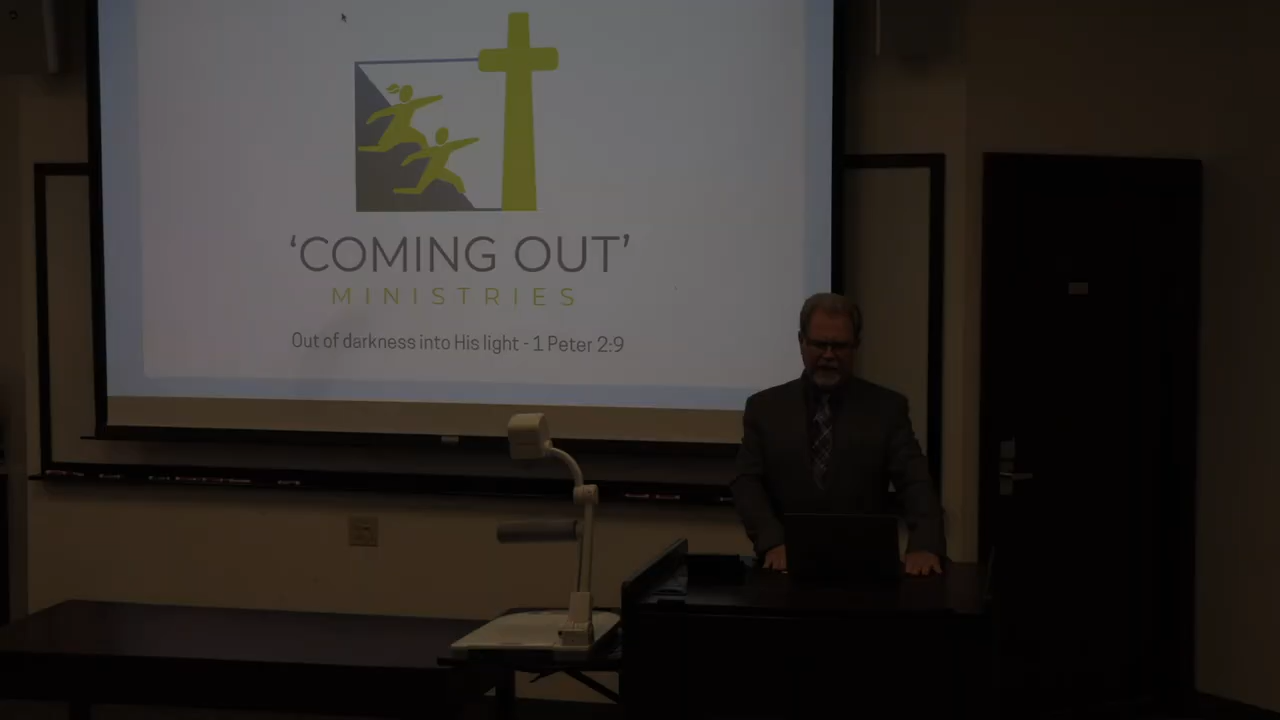 ‘COMING OUT’
MINISTRIES
Out of darkness into His light - 1 Peter 2:9